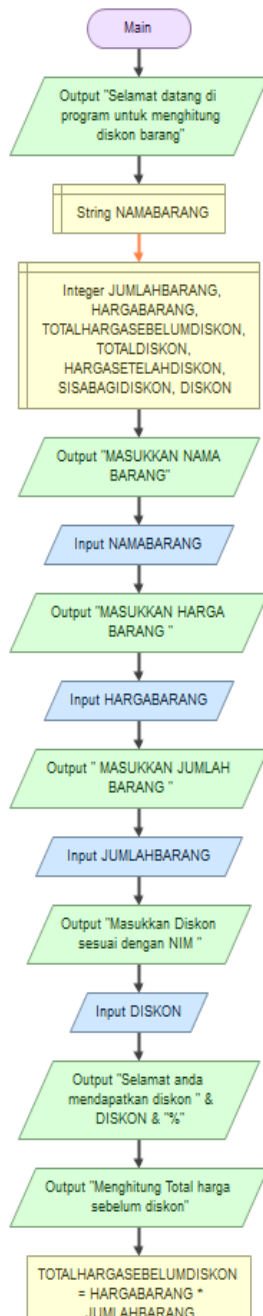 Main
Output "Selamat datang di
program untuk menghitung
diskon barang"
String NAMABARANG
Integer JUMLAHBARANG,
HARGABARANG,
TOTALHARGASEBELUMDISKON,
TOTALDISKON,
HARGASETELAHDISKON,
SISABAGIDISKON, DISKON
Output "MASUKKAN NAMA
BARANG"
Input NAMABARANG
Output "MASUKKAN HARGA
BARANG "
Input HARGABARANG
Output " MASUKKAN JUMLAH
BARANG "
Input JUMLAHBARANG
Output "Masukkan Diskon
sesuai dengan NIM "
Input DISKON
Output "Selamat anda
mendapatkan diskon " &
DISKON & "%"
Output "Menghitung Total harga
sebelum diskon"
TOTALHARGASEBELUMDISKON
= HARGABARANG *
JUMLAHBARANG